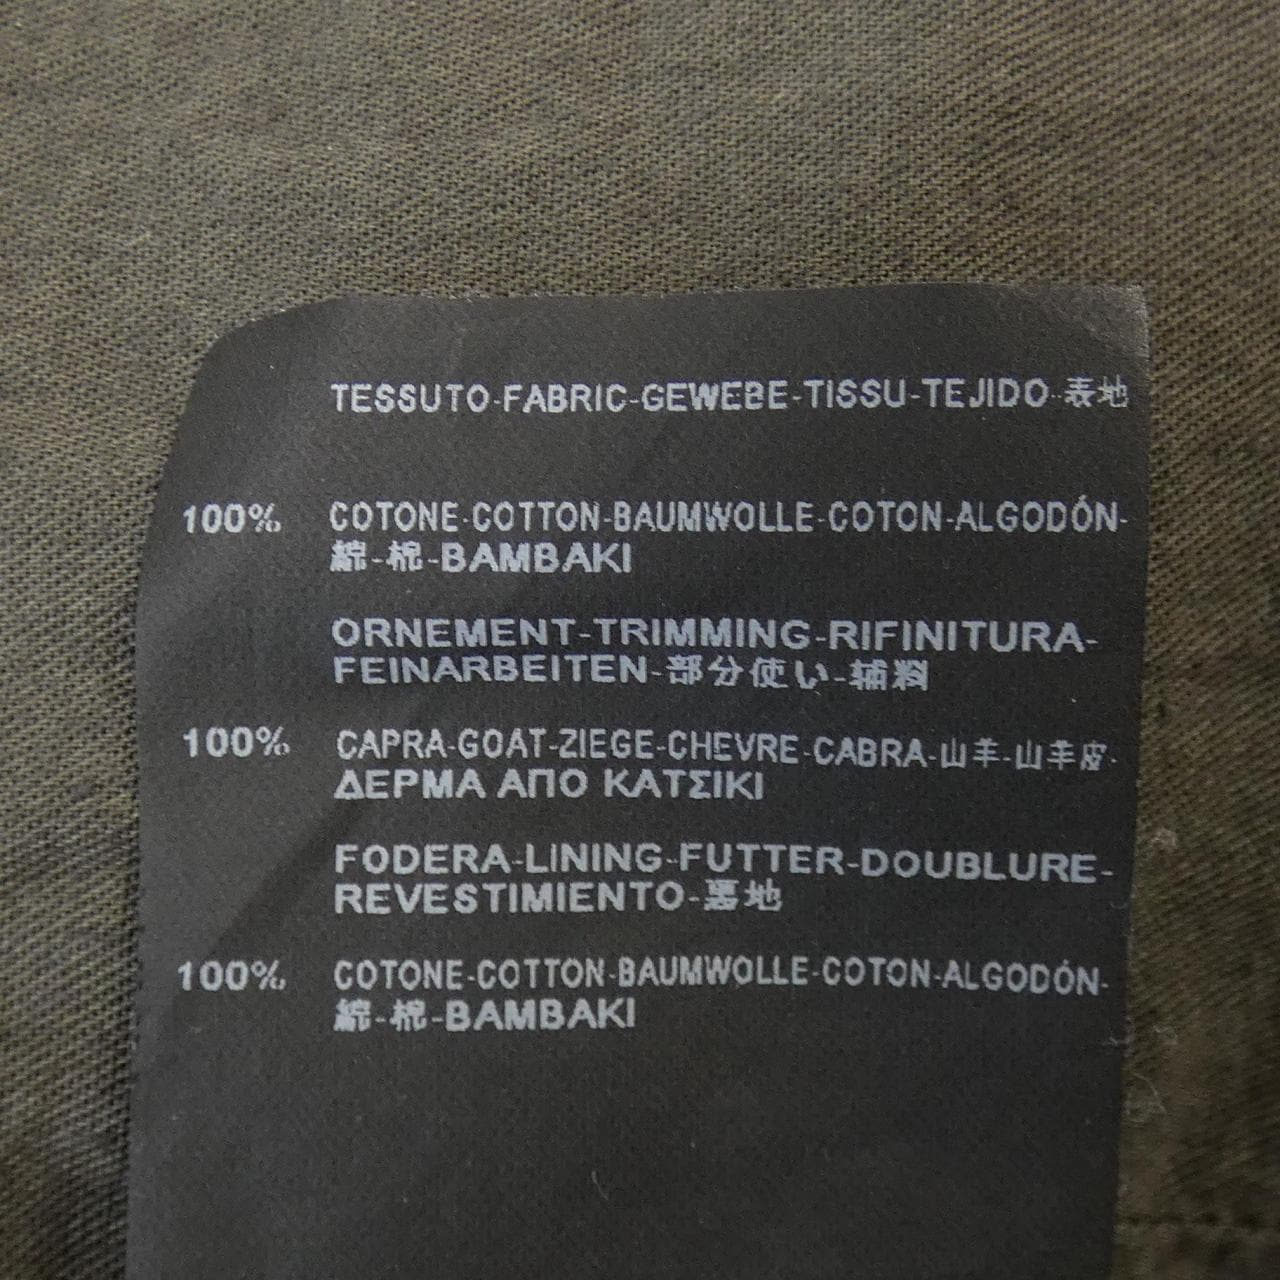 TESSUTO-FABRIC-GEWEBE-TISSU-TEJIDO-表地
100% COTONE-COTTON-BAUMWOLLE-COTON-ALGODÓN-
綿-棉-BAMBAKI
ORNEMENT-TRIMMING-RIFINITURA-
FEINARBEITEN-部分使い-辅料
100% CAPRA-GOAT-ZIEGE-CHEVRE-CABRA-山羊-山羊皮-
ΔΕΡΜΑ ΑΠΟ ΚΑΤΣΙΚΙ
FODERA-LINING-FUTTER-DOUBLURE-
REVESTIMIENTO-裏地
100% COTONE-COTTON-BAUMWOLLE-COTON-ALGODÓN-
綿-棉-BAMBAKI